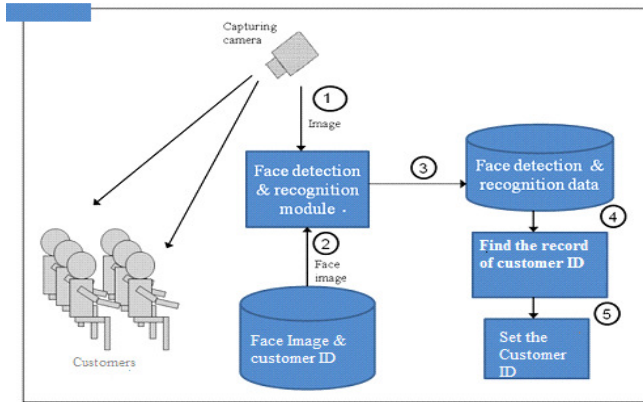 Capturing
camera
1
Image
Face detection
& recognition
module .
3
Face detection &
recognition data
2
Face
image
4
Find the record
of customer ID
Face Image &
customer ID
5
Set the
Customer
ID
Customers